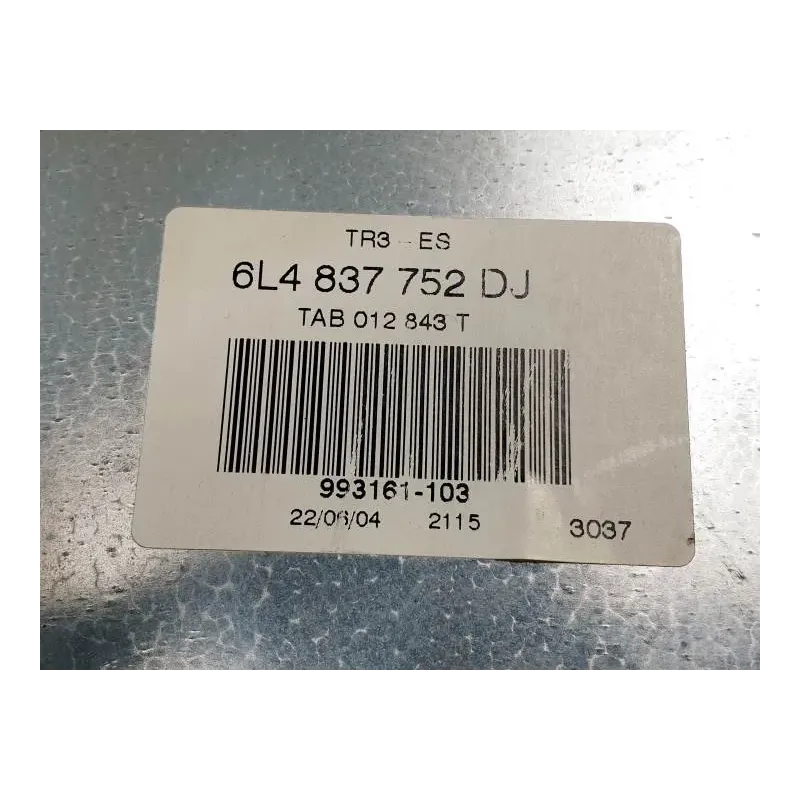 TR3 - ES
6L4 837 752 DJ
TAB 012 843 T
993161-103
22/06/04 2115 3037